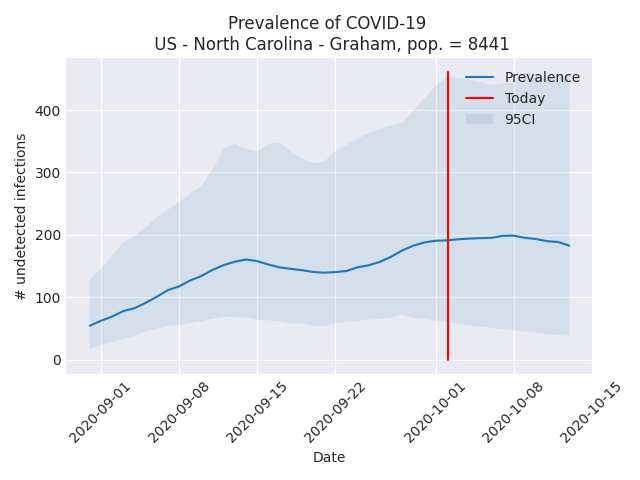 Prevalence of COVID-19
US - North Carolina - Graham, pop. = 8441
Prevalence
Today
95CI
# undetected infections
400
300
200
100
0
2020-09-01
2020-09-08
2020-09-15
2020-09-22
2020-10-01
2020-10-08
2020-10-15
Date